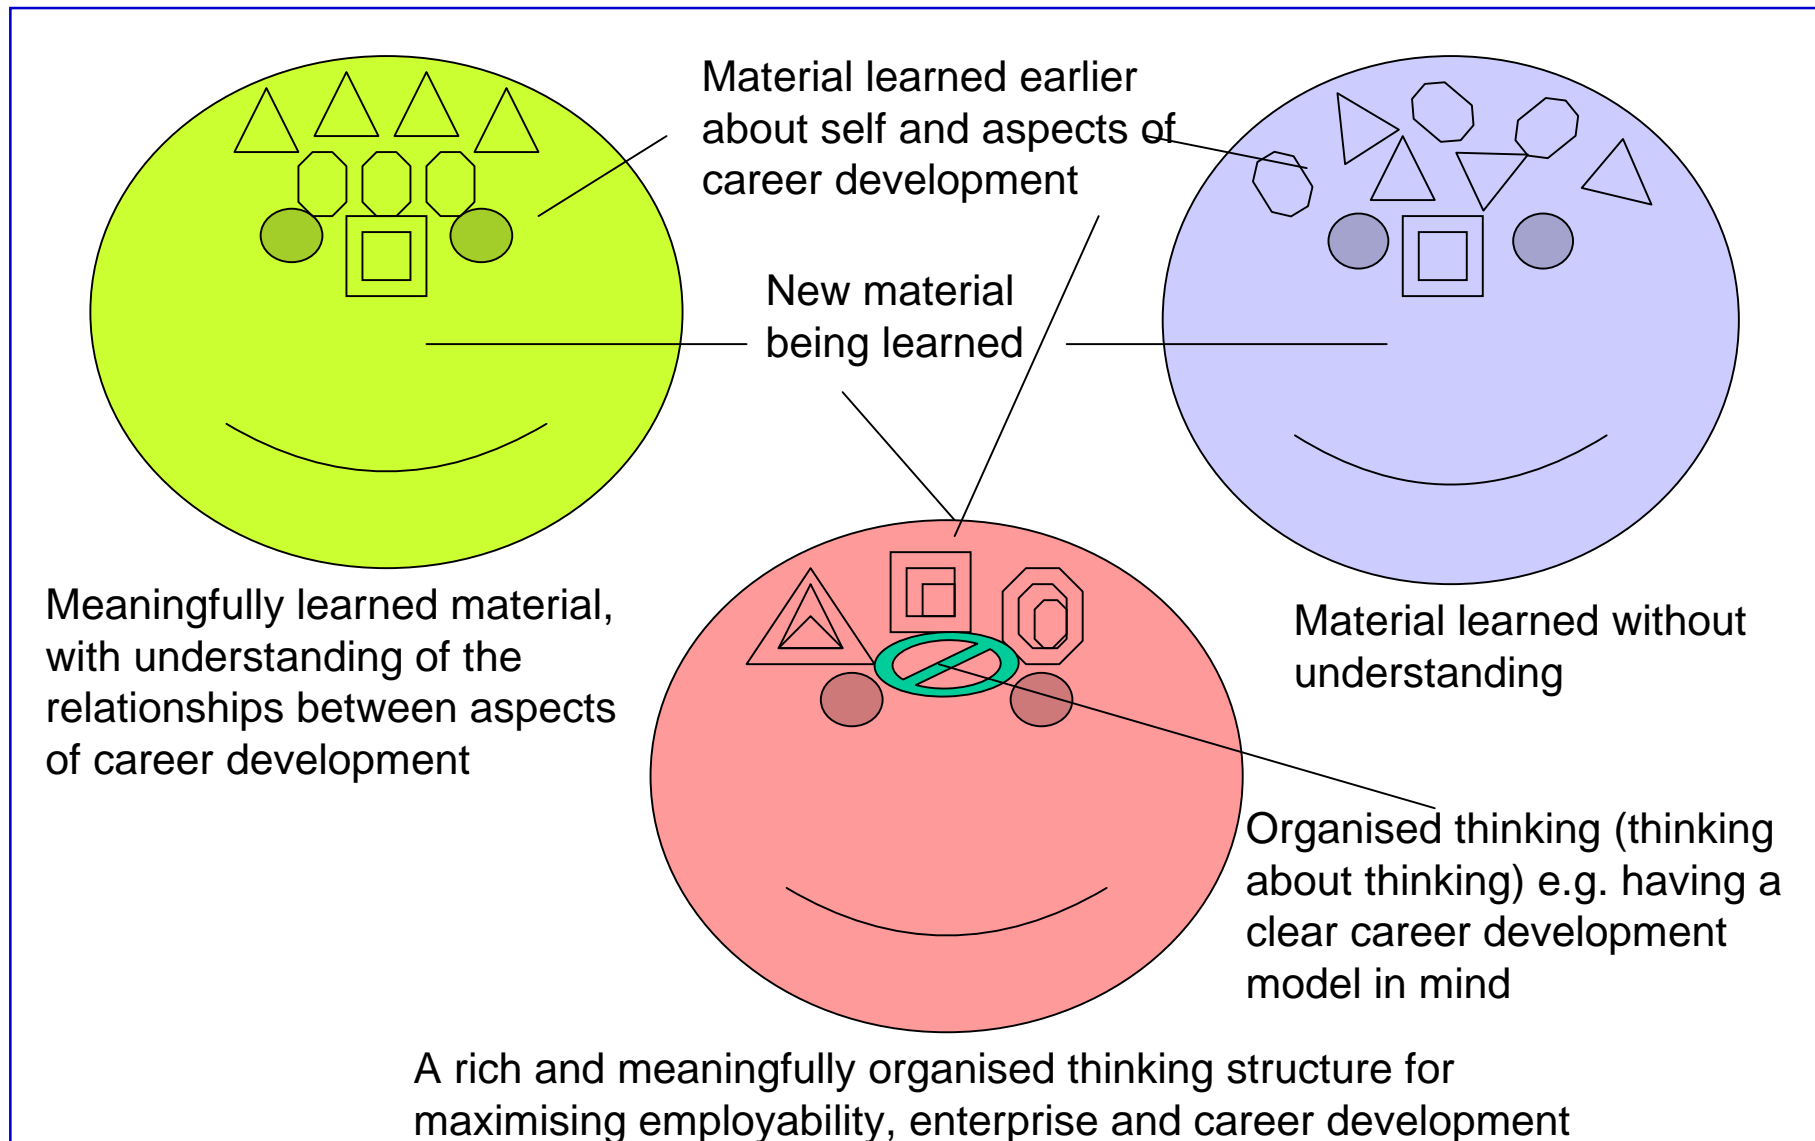 Material learned earlier
about self and aspects of
career development
New material
being learned
Meaningfully learned material,
with understanding of the
relationships between aspects
of career development
Material learned without
understanding
Organised thinking (thinking
about thinking) e.g. having a
clear career development
model in mind
A rich and meaningfully organised thinking structure for
maximising employability, enterprise and career development